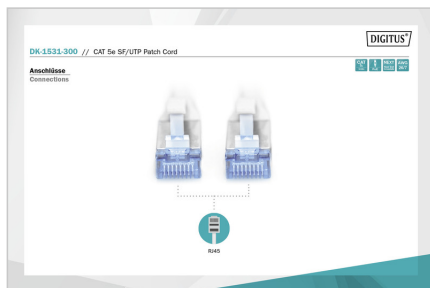 DIGITUS®
DK-1531-300 // CAT 5e SF/UTP Patch Cord
Anschlüsse
Connections
RJ45